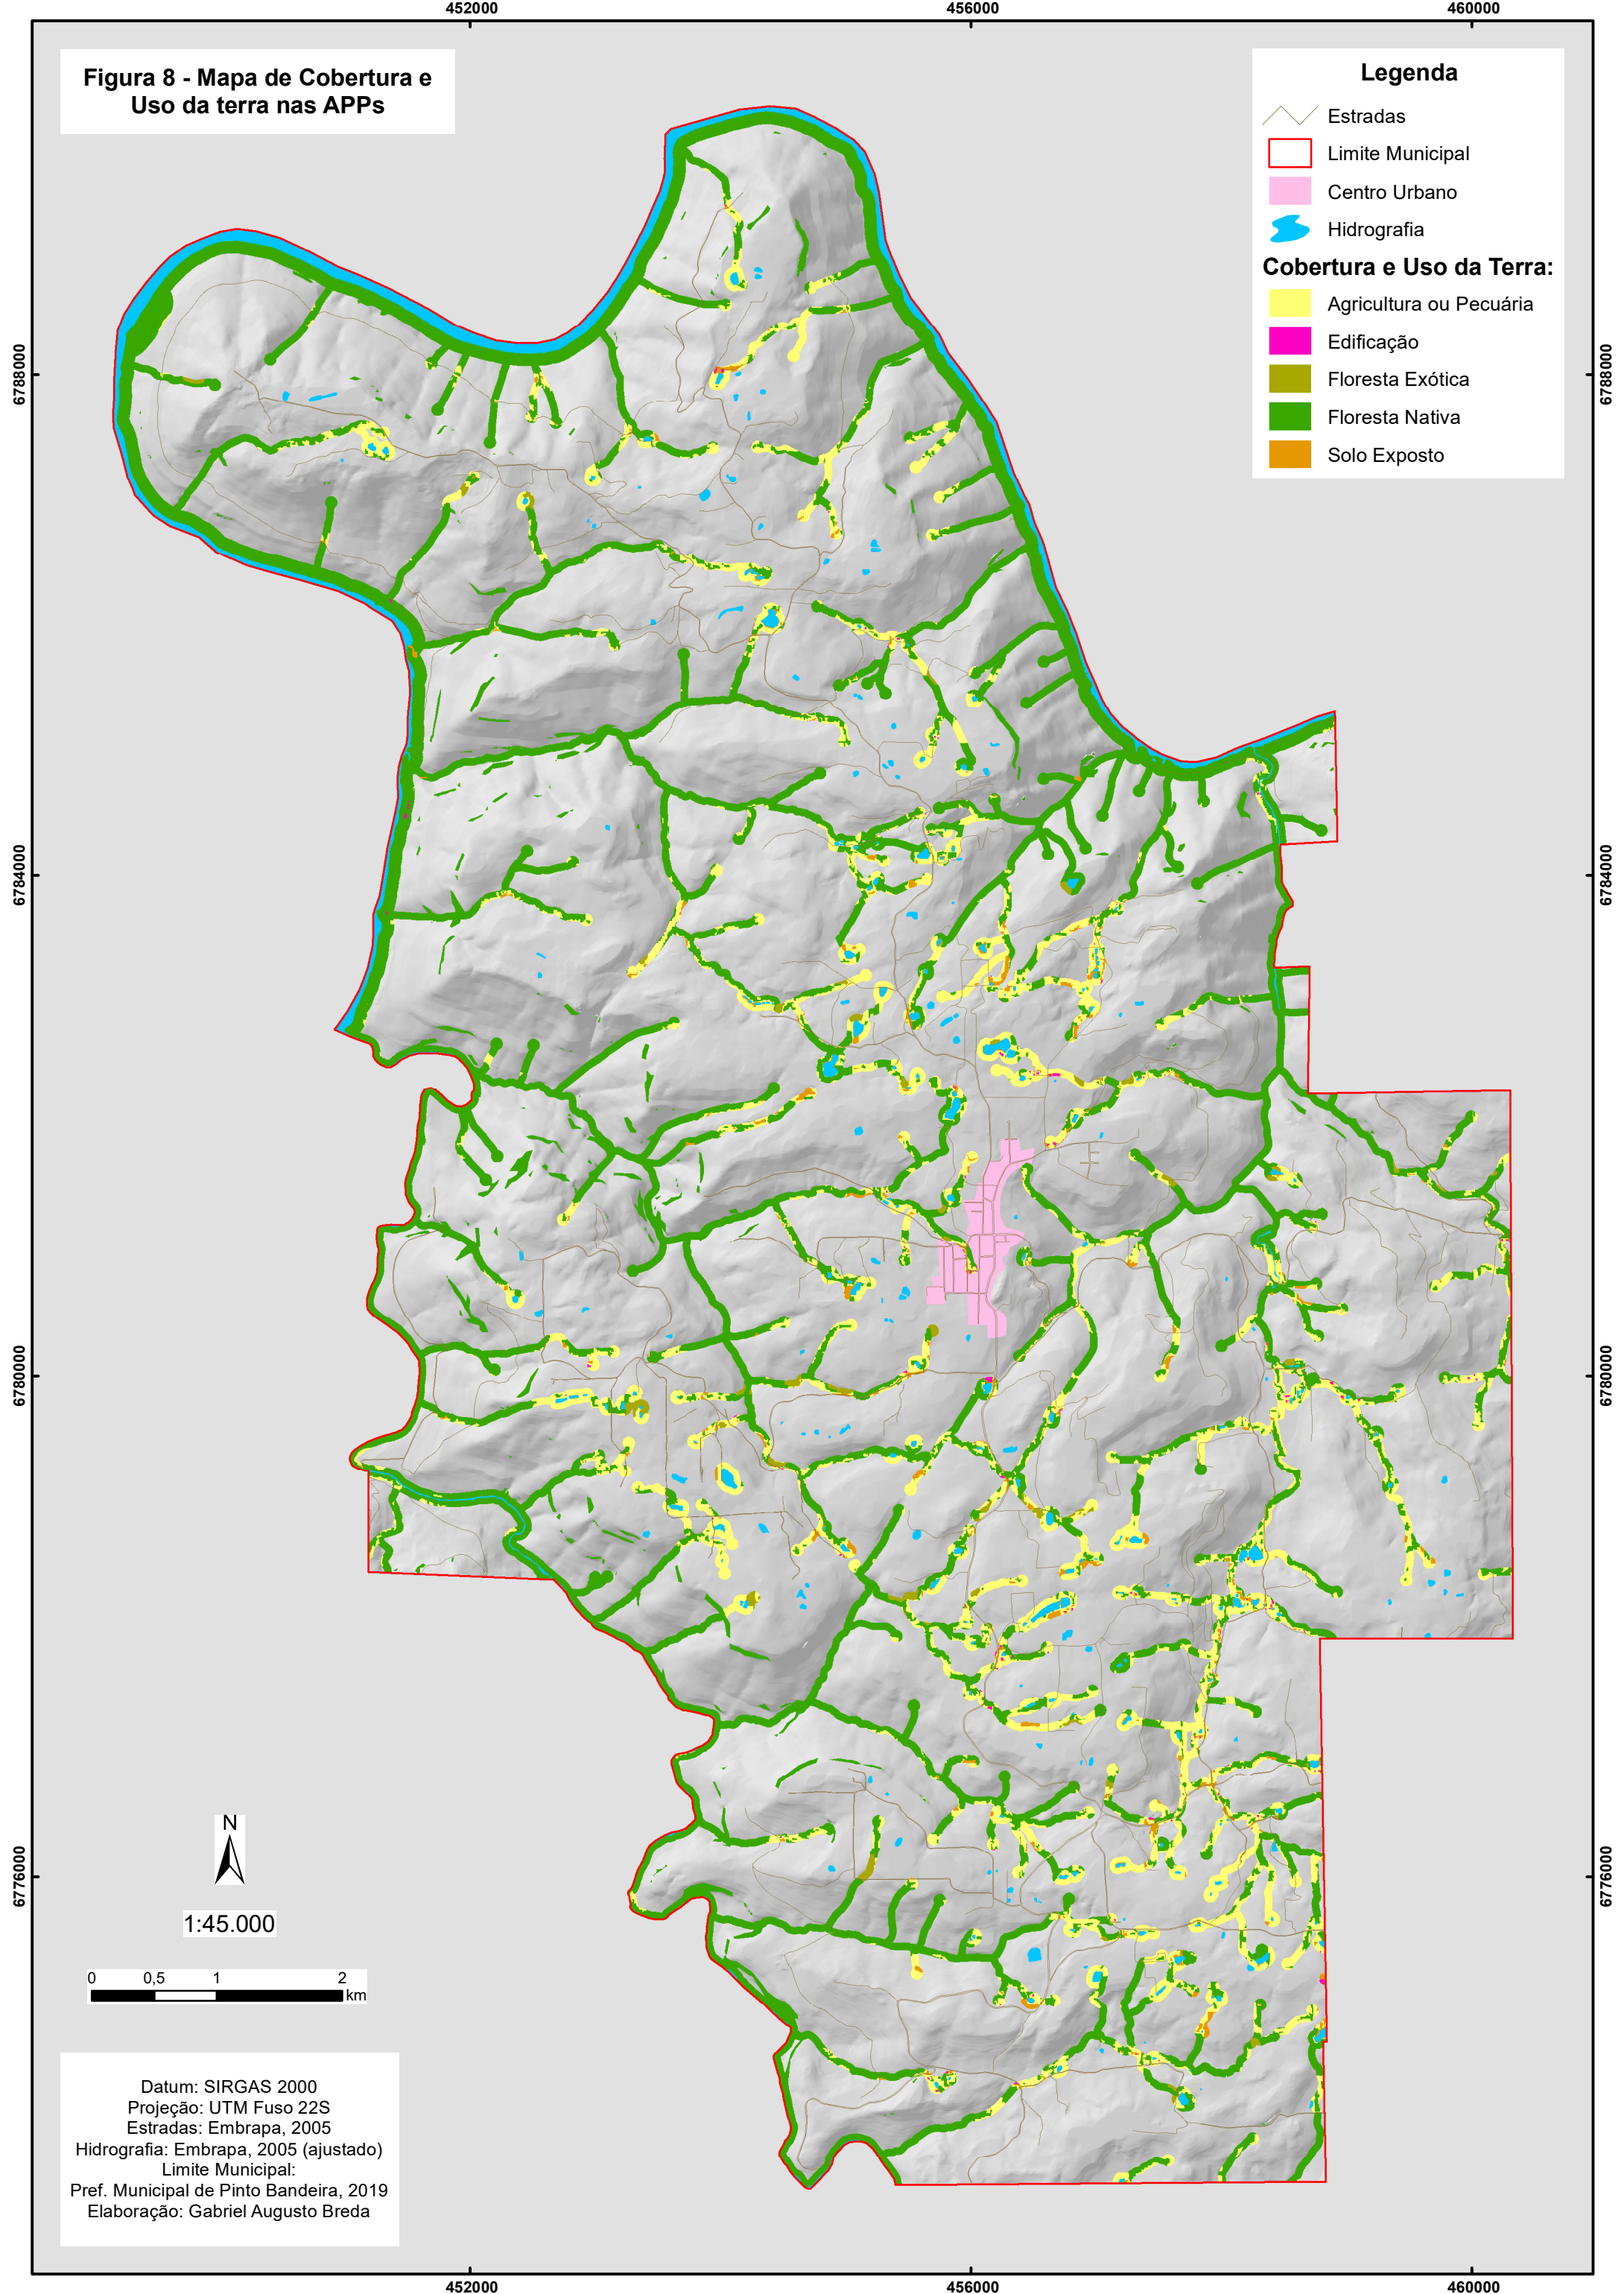 452000
456000
460000
Figura 8 - Mapa de Cobertura e
Uso da terra nas APPs
Legenda
Estradas
Limite Municipal
Centro Urbano
Hidrografia
Cobertura e Uso da Terra:
Agricultura ou Pecuária
Edificação
Floresta Exótica
Floresta Nativa
Solo Exposto
6788000
6788000
6784000
6784000
6780000
6780000
6776000
6776000
N
1:45.000
0 0,5 1 2
km
Datum: SIRGAS 2000
Projeção: UTM Fuso 22S
Estradas: Embrapa, 2005
Hidrografia: Embrapa, 2005 (ajustado)
Limite Municipal:
Pref. Municipal de Pinto Bandeira, 2019
Elaboração: Gabriel Augusto Breda
452000
456000
460000